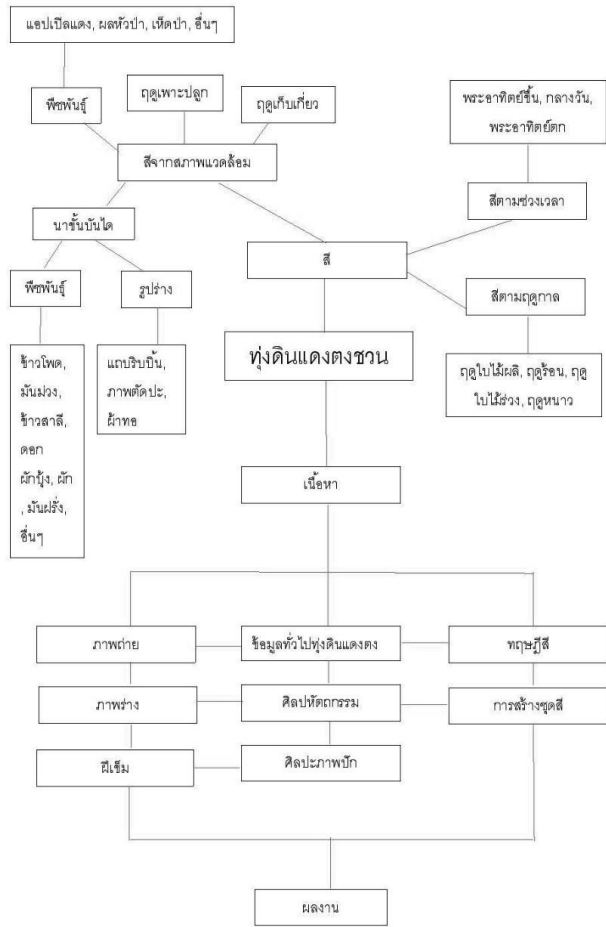 แอปเปิลแดง, ผลหัวป่า, เห็ดป่า, อื่นๆ
พืชพันธุ์
ฤดูเพาะปลูก
ฤดูเก็บเกี่ยว
สีจากสภาพแวดล้อม
พระอาทิตย์ขึ้น, กลางวัน,
พระอาทิตย์ตก
สีตามช่วงเวลา
นาขั้นบันได
สี
พืชพันธุ์
รูปร่าง
สีตามฤดูกาล
ข้าวโพด,
มันม่วง,
ข้าวสาลี,
ดอก
ผักบุ้ง, ผัก
, มันฝรั่ง,
อื่นๆ
แถบริบบิ้น,
ภาพตัดปะ,
ผ้าทอ
ทุ่งดินแดงตงชวน
ฤดูใบไม้ผลิ, ฤดูร้อน, ฤดู
ใบไม้ร่วง, ฤดูหนาว
เนื้อหา
ภาพถ่าย
ข้อมูลทั่วไปทุ่งดินแดงตง
ทฤษฎีสี
ภาพร่าง
ศิลปหัตถกรรม
การสร้างชุดสี
ฝีเข็ม
ศิลปะภาพปัก
ผลงาน